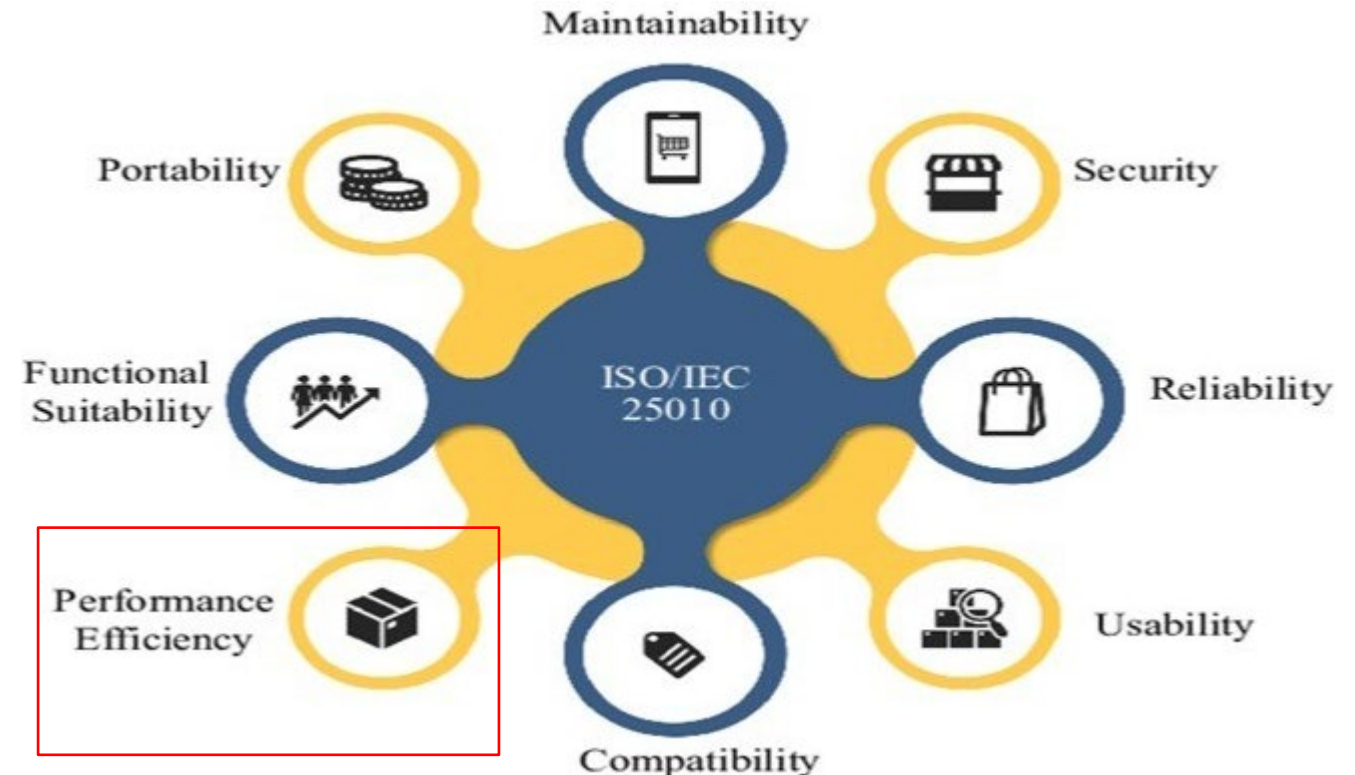 Maintainability
Portability
Security
Functional
Suitability
ISO/IEC
25010
Reliability
Performance
Efficiency
Usability
Compatibility